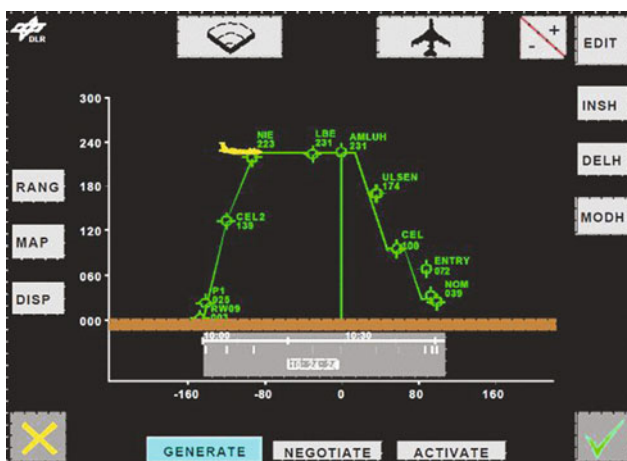 DLR
+
-
EDIT
INSH
DELH
MODH
RANG
MAP
DISP
300
240
180
120
060
000
NIE
223
LBE
231
AMLUH
231
ULSEN
174
CEL2
139
CEL
100
ENTRY
072
NOM
039
P1
025
RW09
003
10:00
10:30
-160
-80
0
80
160
GENERATE
NEGOTIATE
ACTIVATE